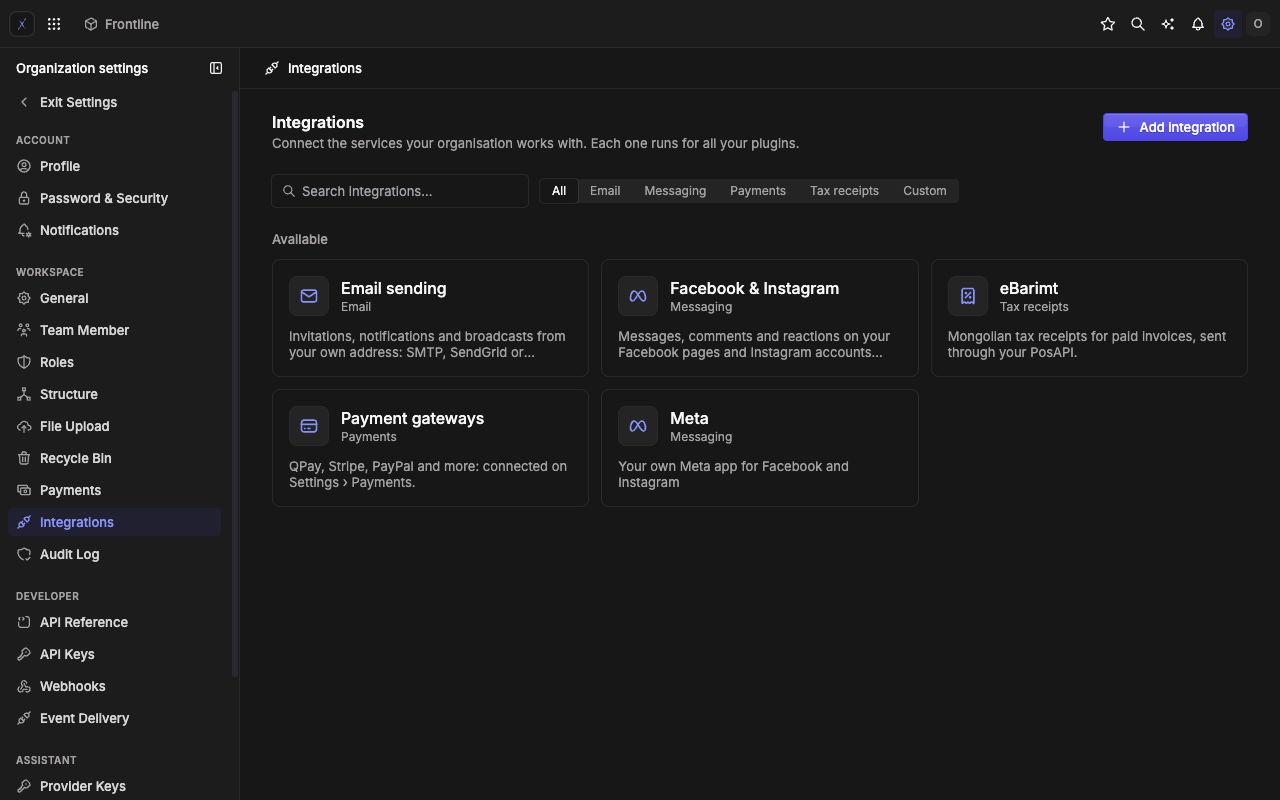 Frontline
O
Organization settings
Exit Settings
ACCOUNT
Profile
Password & Security
Notifications
WORKSPACE
General
Team Member
Roles
Structure
File Upload
Recycle Bin
Payments
Integrations
Audit Log
DEVELOPER
API Reference
API Keys
Webhooks
Event Delivery
ASSISTANT
Provider Keys
Integrations
Integrations
Connect the services your organisation works with. Each one runs for all your plugins.
Add integration
Search integrations...
All Email Messaging Payments Tax receipts Custom
Available
Email sending
Email
Invitations, notifications and broadcasts from
your own address: SMTP, SendGrid or...
Facebook & Instagram
Messaging
Messages, comments and reactions on your
Facebook pages and Instagram accounts...
eBarimt
Tax receipts
Mongolian tax receipts for paid invoices, sent
through your PosAPI.
Payment gateways
Payments
QPay, Stripe, PayPal and more: connected on
Settings › Payments.
Meta
Messaging
Your own Meta app for Facebook and
Instagram